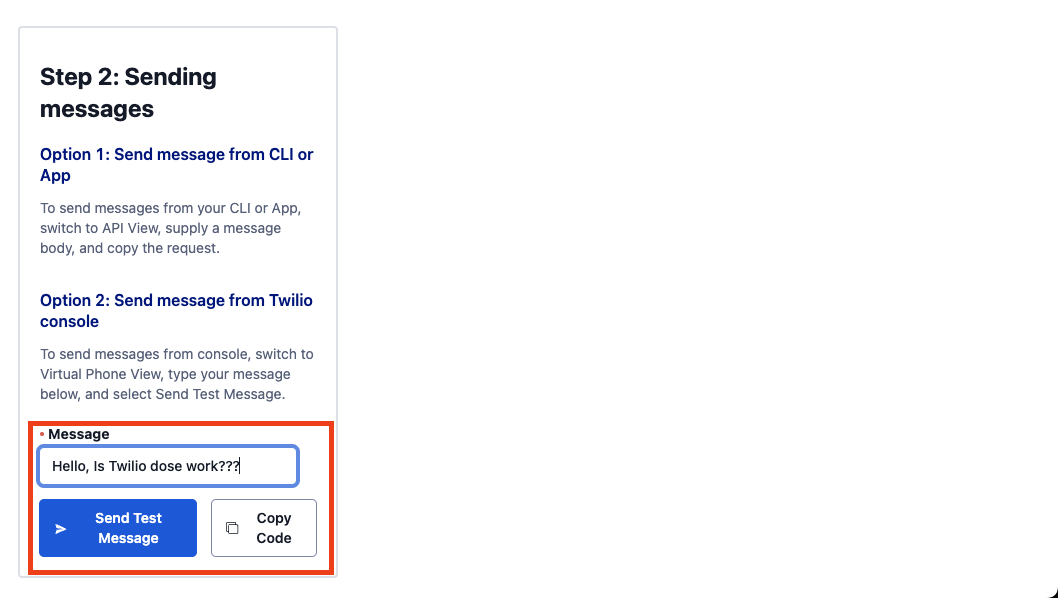 Step 2: Sending
messages
Option 1: Send message from CLI or
App
To send messages from your CLI or App,
switch to API View, supply a message
body, and copy the request.
Option 2: Send message from Twilio
console
To send messages from console, switch to
Virtual Phone View, type your message
below, and select Send Test Message.
• Message
Hello, Is Twilio dose work???
Send Test
Message
Copy
Code